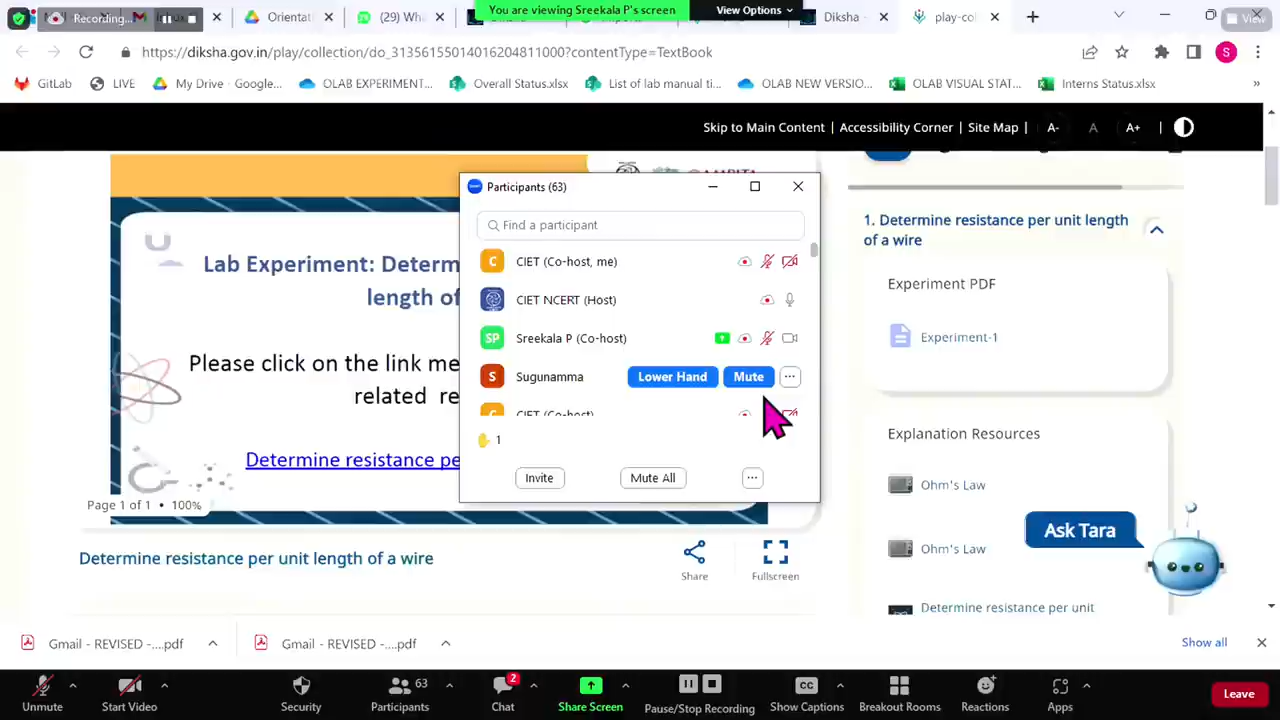 Recording...
Orientat
(29) Wha
You are viewing Sreekala P's screen
View Options
Diksha -
play-col
View
https://diksha.gov.in/play/collection/do_31356155014016204811000?contentType=TextBook
S
GitLab
LIVE
My Drive - Google...
OLAB EXPERIMENT...
Overall Status.xlsx
List of lab manual ti...
OLAB NEW VERSIO...
OLAB VISUAL STAT...
Interns Status.xlsx
»
Skip to Main Content | Accessibility Corner | Site Map | A- A A+ |
Participants (63)
Find a participant
C CIET (Co-host, me)
CIET NCERT (Host)
SP Sreekala P (Co-host)
S Sugunamma Lower Hand Mute ...
C CIET (Co-host)
1
Invite Mute All ...
Lab Experiment: Determ
length of
Please click on the link me
related re
Determine resistance pe
Page 1 of 1 • 100%
Determine resistance per unit length of a wire
Share
Fullscreen
1. Determine resistance per unit length
of a wire
Experiment PDF
Experiment-1
Explanation Resources
Ohm's Law
Ohm's Law
Determine resistance per unit
Ask Tara
Gmail - REVISED -....pdf
Gmail - REVISED -....pdf
Show all
Unmute
Start Video
Security
63
Participants
2
Chat
Share Screen
Pause/Stop Recording
CC
Show Captions
Breakout Rooms
Reactions
Apps
Leave